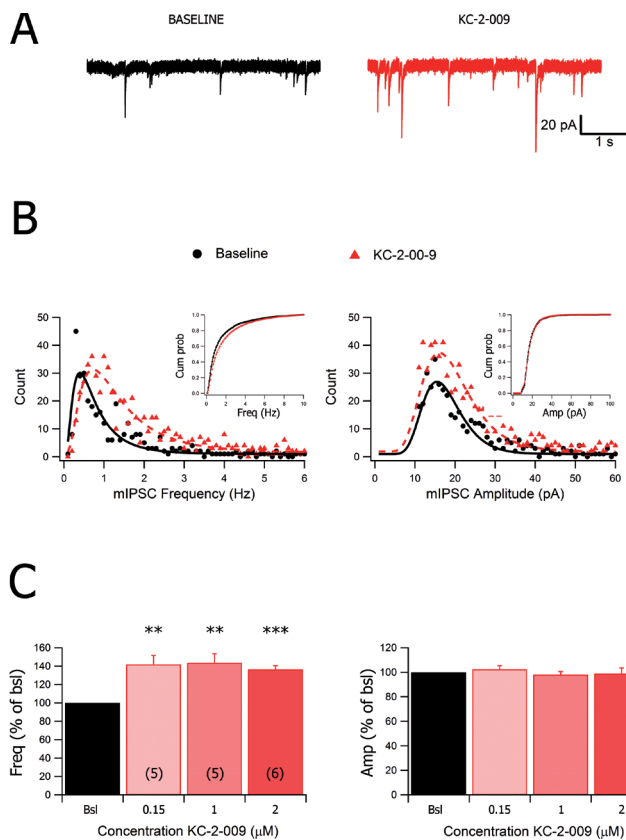 A
BASELINE
KC-2-009
20 pA
1 s
B
Baseline
KC-2-00-9
50
40
30
20
10
0
Count
0 1 2 3 4 5 6
mIPSC Frequency (Hz)
1.0
0.8
0.6
0.4
0.2
0.0
Cum prob
0 2 4 6 8 10
Freq (Hz)
50
40
30
20
10
0
Count
0 10 20 30 40 50 60
mIPSC Amplitude (pA)
1.0
0.8
0.6
0.4
0.2
0.0
Cum prob
0 20 40 60 80 100
Amp (pA)
C
** ** ***
160
140
120
100
80
60
40
20
0
Freq (% of bsl)
(5) (5) (6)
Bsl 0.15 1 2
Concentration KC-2-009 (μM)
120
100
80
60
40
20
0
Amp (% of bsl)
Bsl 0.15 1 2
Concentration KC-2-009 (μM)